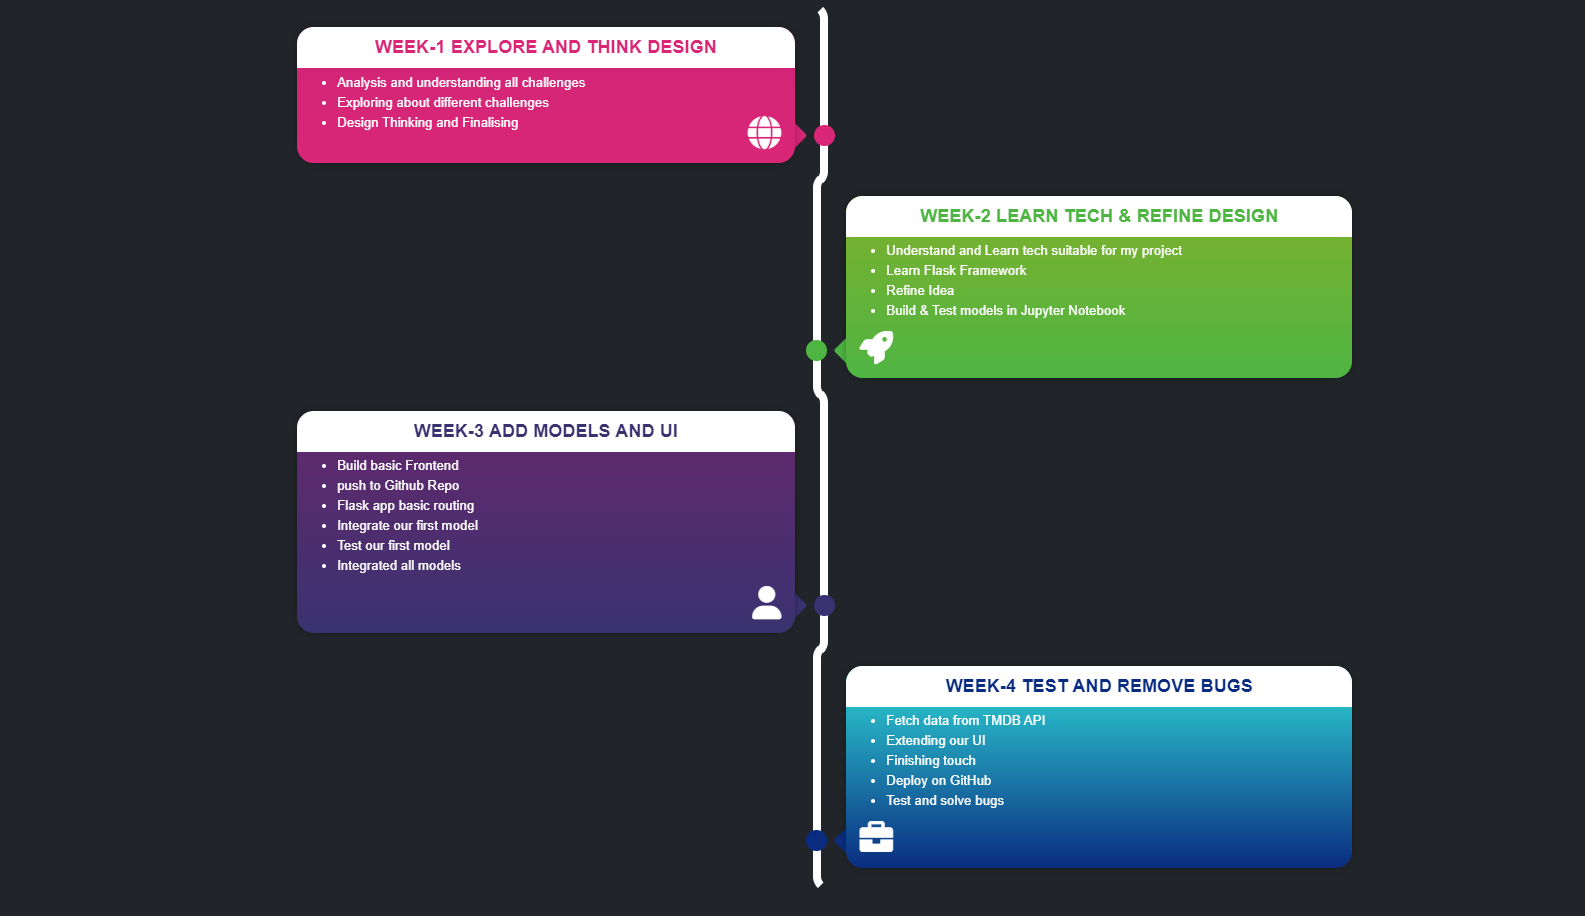 WEEK-1 EXPLORE AND THINK DESIGN
Analysis and understanding all challenges
Exploring about different challenges
Design Thinking and Finalising
WEEK-2 LEARN TECH & REFINE DESIGN
Understand and Learn tech suitable for my project
Learn Flask Framework
Refine Idea
Build & Test models in Jupyter Notebook
WEEK-3 ADD MODELS AND UI
Build basic Frontend
push to Github Repo
Flask app basic routing
Integrate our first model
Test our first model
Integrated all models
WEEK-4 TEST AND REMOVE BUGS
Fetch data from TMDB API
Extending our UI
Finishing touch
Deploy on GitHub
Test and solve bugs